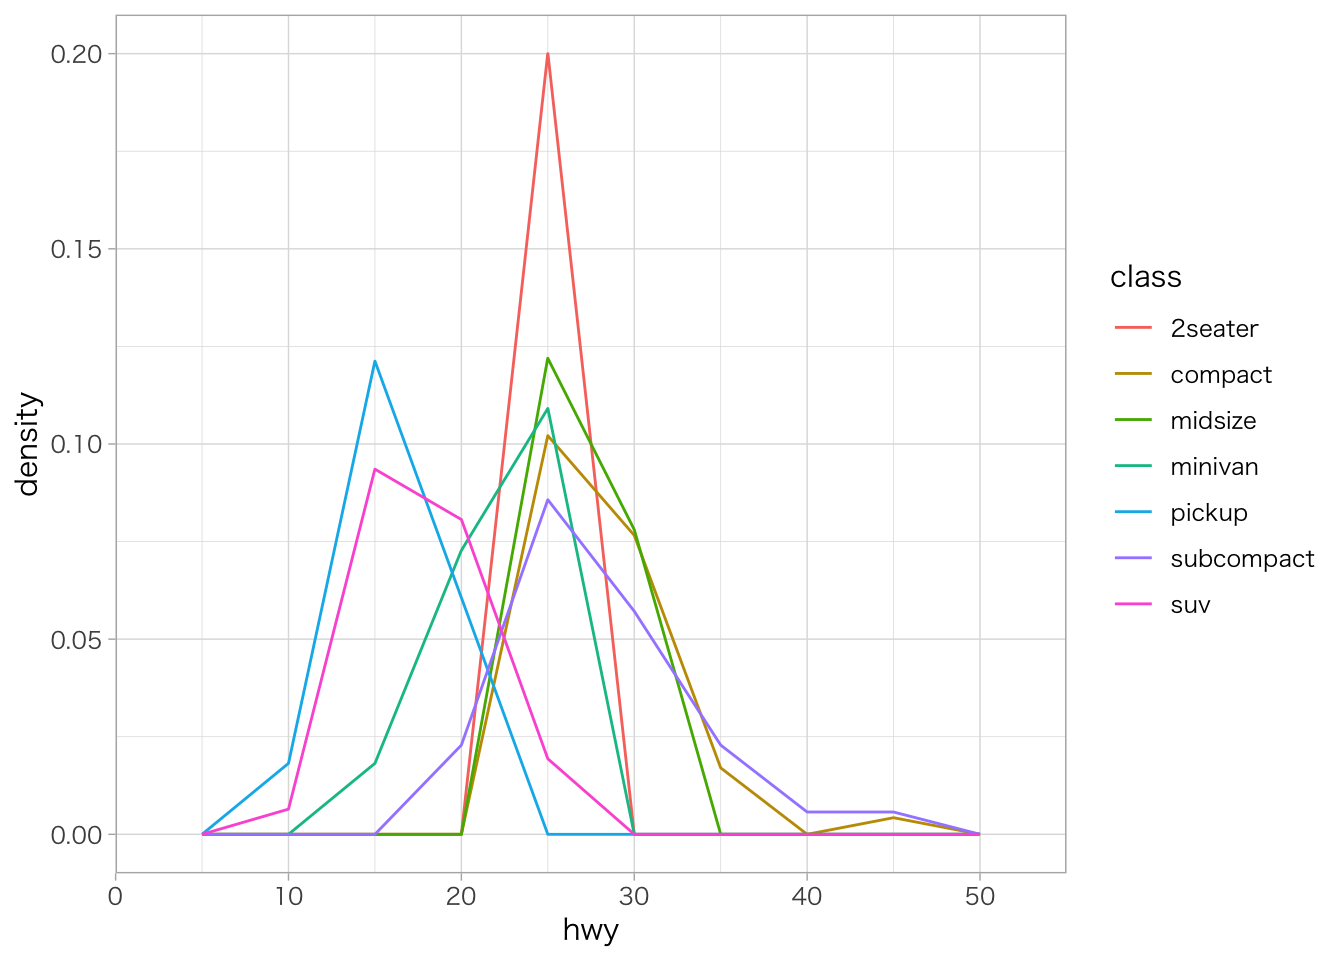 0.20
0.15
0.10
0.05
0.00
density
0 10 20 30 40 50
hwy
class
2seater
compact
midsize
minivan
pickup
subcompact
suv